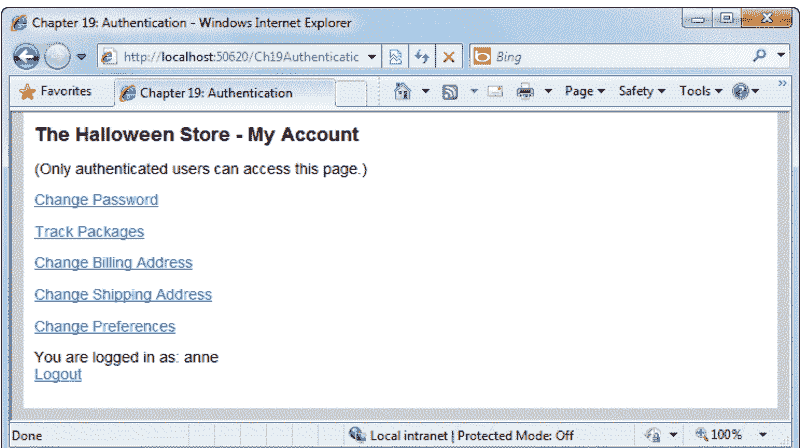 Chapter 19: Authentication - Windows Internet Explorer
http://localhost:50620/Ch19Authenticatic
Bing
Favorites
Chapter 19: Authentication
Page
Safety
Tools
The Halloween Store - My Account
(Only authenticated users can access this page.)
Change Password
Track Packages
Change Billing Address
Change Shipping Address
Change Preferences
You are logged in as: anne
Logout
Done
Local intranet | Protected Mode: Off
100%